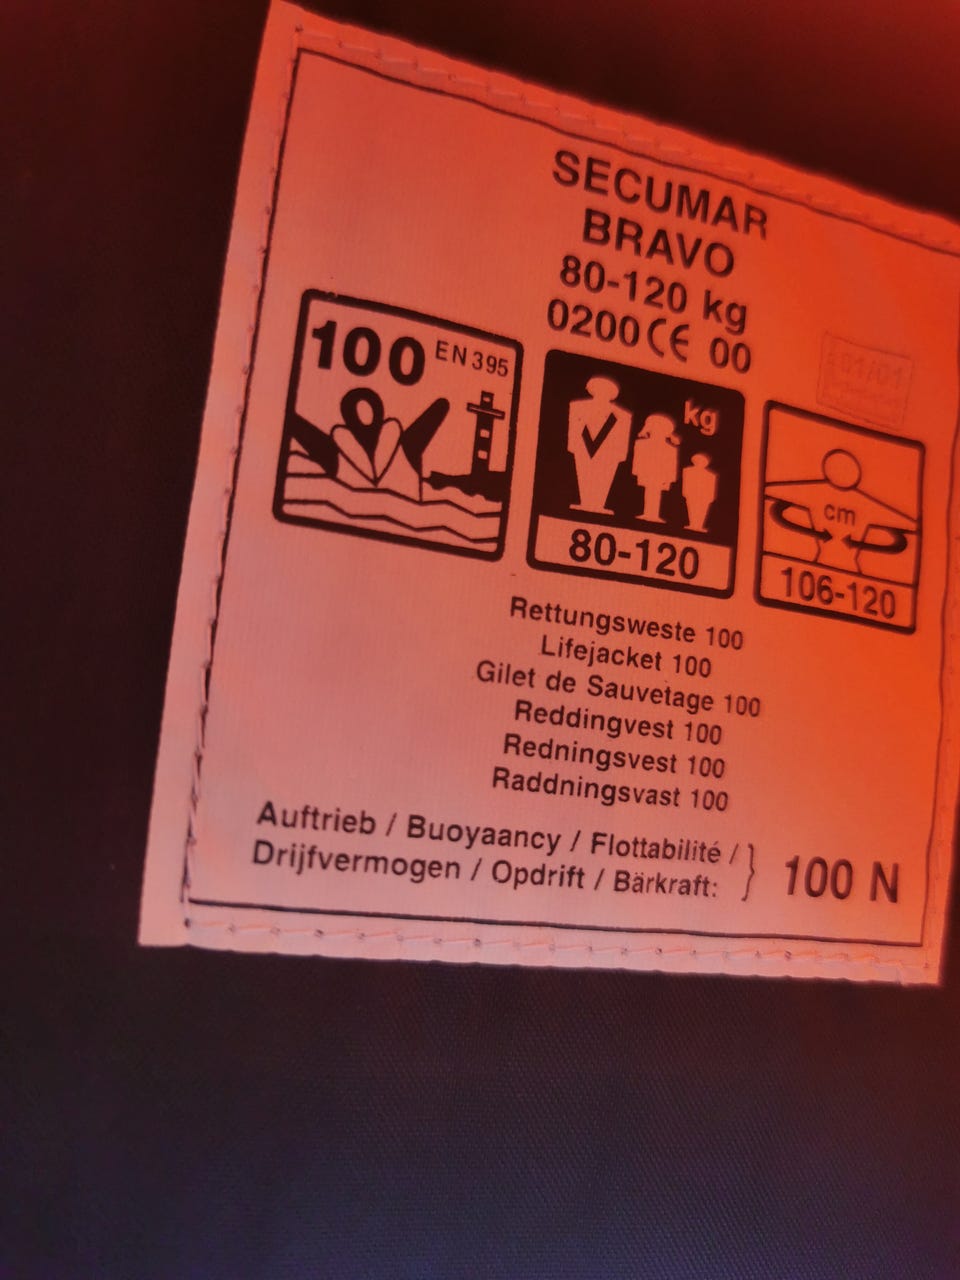 SECUMAR
BRAVO
80-120 kg
0200 CE 00
01/01
100 EN 395
kg
80-120
cm
106-120
Rettungsweste 100
Lifejacket 100
Gilet de Sauvetage 100
Reddingvest 100
Redningsvest 100
Raddningsvast 100
Auftrieb / Buoyaancy / Flottabilité /
Drijfvermogen / Opdrift / Bärkraft: } 100 N